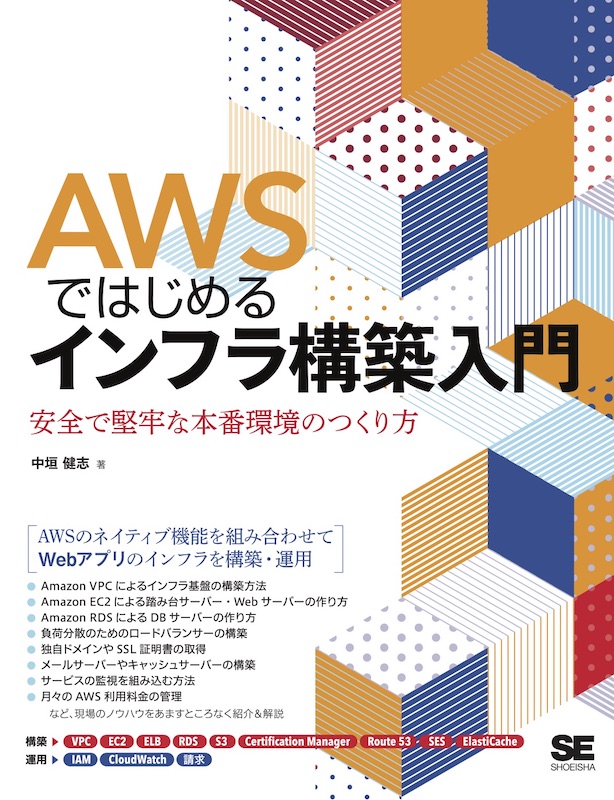 AWS
ではじめる
インフラ構築入門
安全で堅牢な本番環境のつくり方
中垣 健志 著
AWSのネイティブ機能を組み合わせて
Webアプリのインフラを構築・運用
● Amazon VPC によるインフラ基盤の構築方法
● Amazon EC2 による踏み台サーバー・Web サーバーの作り方
● Amazon RDS による DB サーバーの作り方
● 負荷分散のためのロードバランサーの構築
● 独自ドメインや SSL 証明書の取得
● メールサーバーやキャッシュサーバーの構築
● サービスの監視を組み込む方法
● 月々の AWS 利用料金の管理
など、現場のノウハウをあますところなく紹介&解説
構築 ▶ VPC EC2 ELB RDS S3 Certification Manager Route 53 SES ElastiCache
運用 ▶ IAM CloudWatch 請求
SE
SHOEISHA